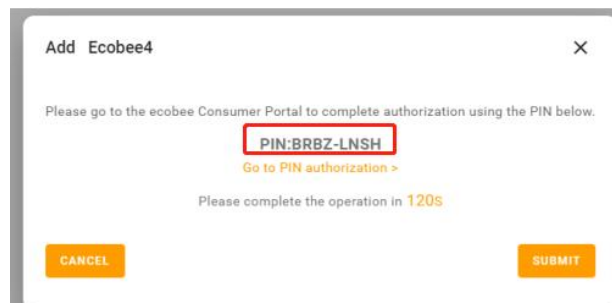 Add Ecobee4
Please go to the ecobee Consumer Portal to complete authorization using the PIN below.
PIN:BRBZ-LNSH
Go to PIN authorization >
Please complete the operation in 120s
CANCEL
SUBMIT